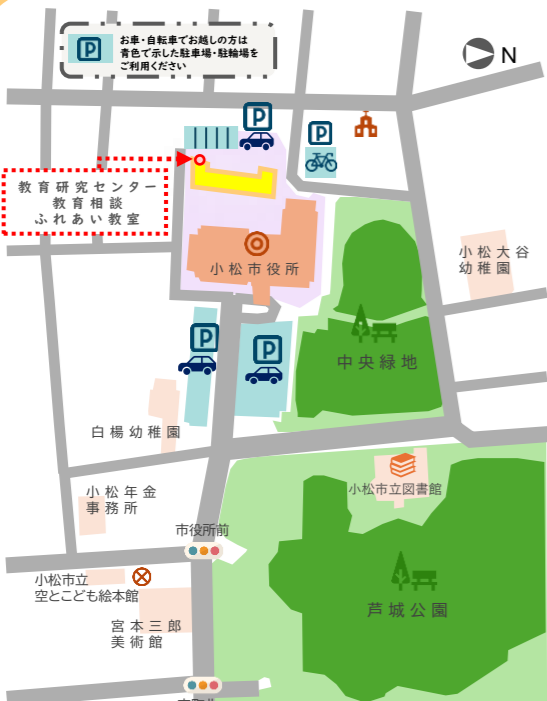 P
お車・自転車でお越しの方は
青色で示した駐車場・駐輪場を
ご利用ください
N
P
P
教育研究センター
教育相談
ふれあい教室
小松市役所
小松大谷
幼稚園
P
P
中央緑地
白楊幼稚園
小松市立図書館
小松年金
事務所
市役所前
小松市立
空とこども絵本館
芦城公園
宮本三郎
美術館